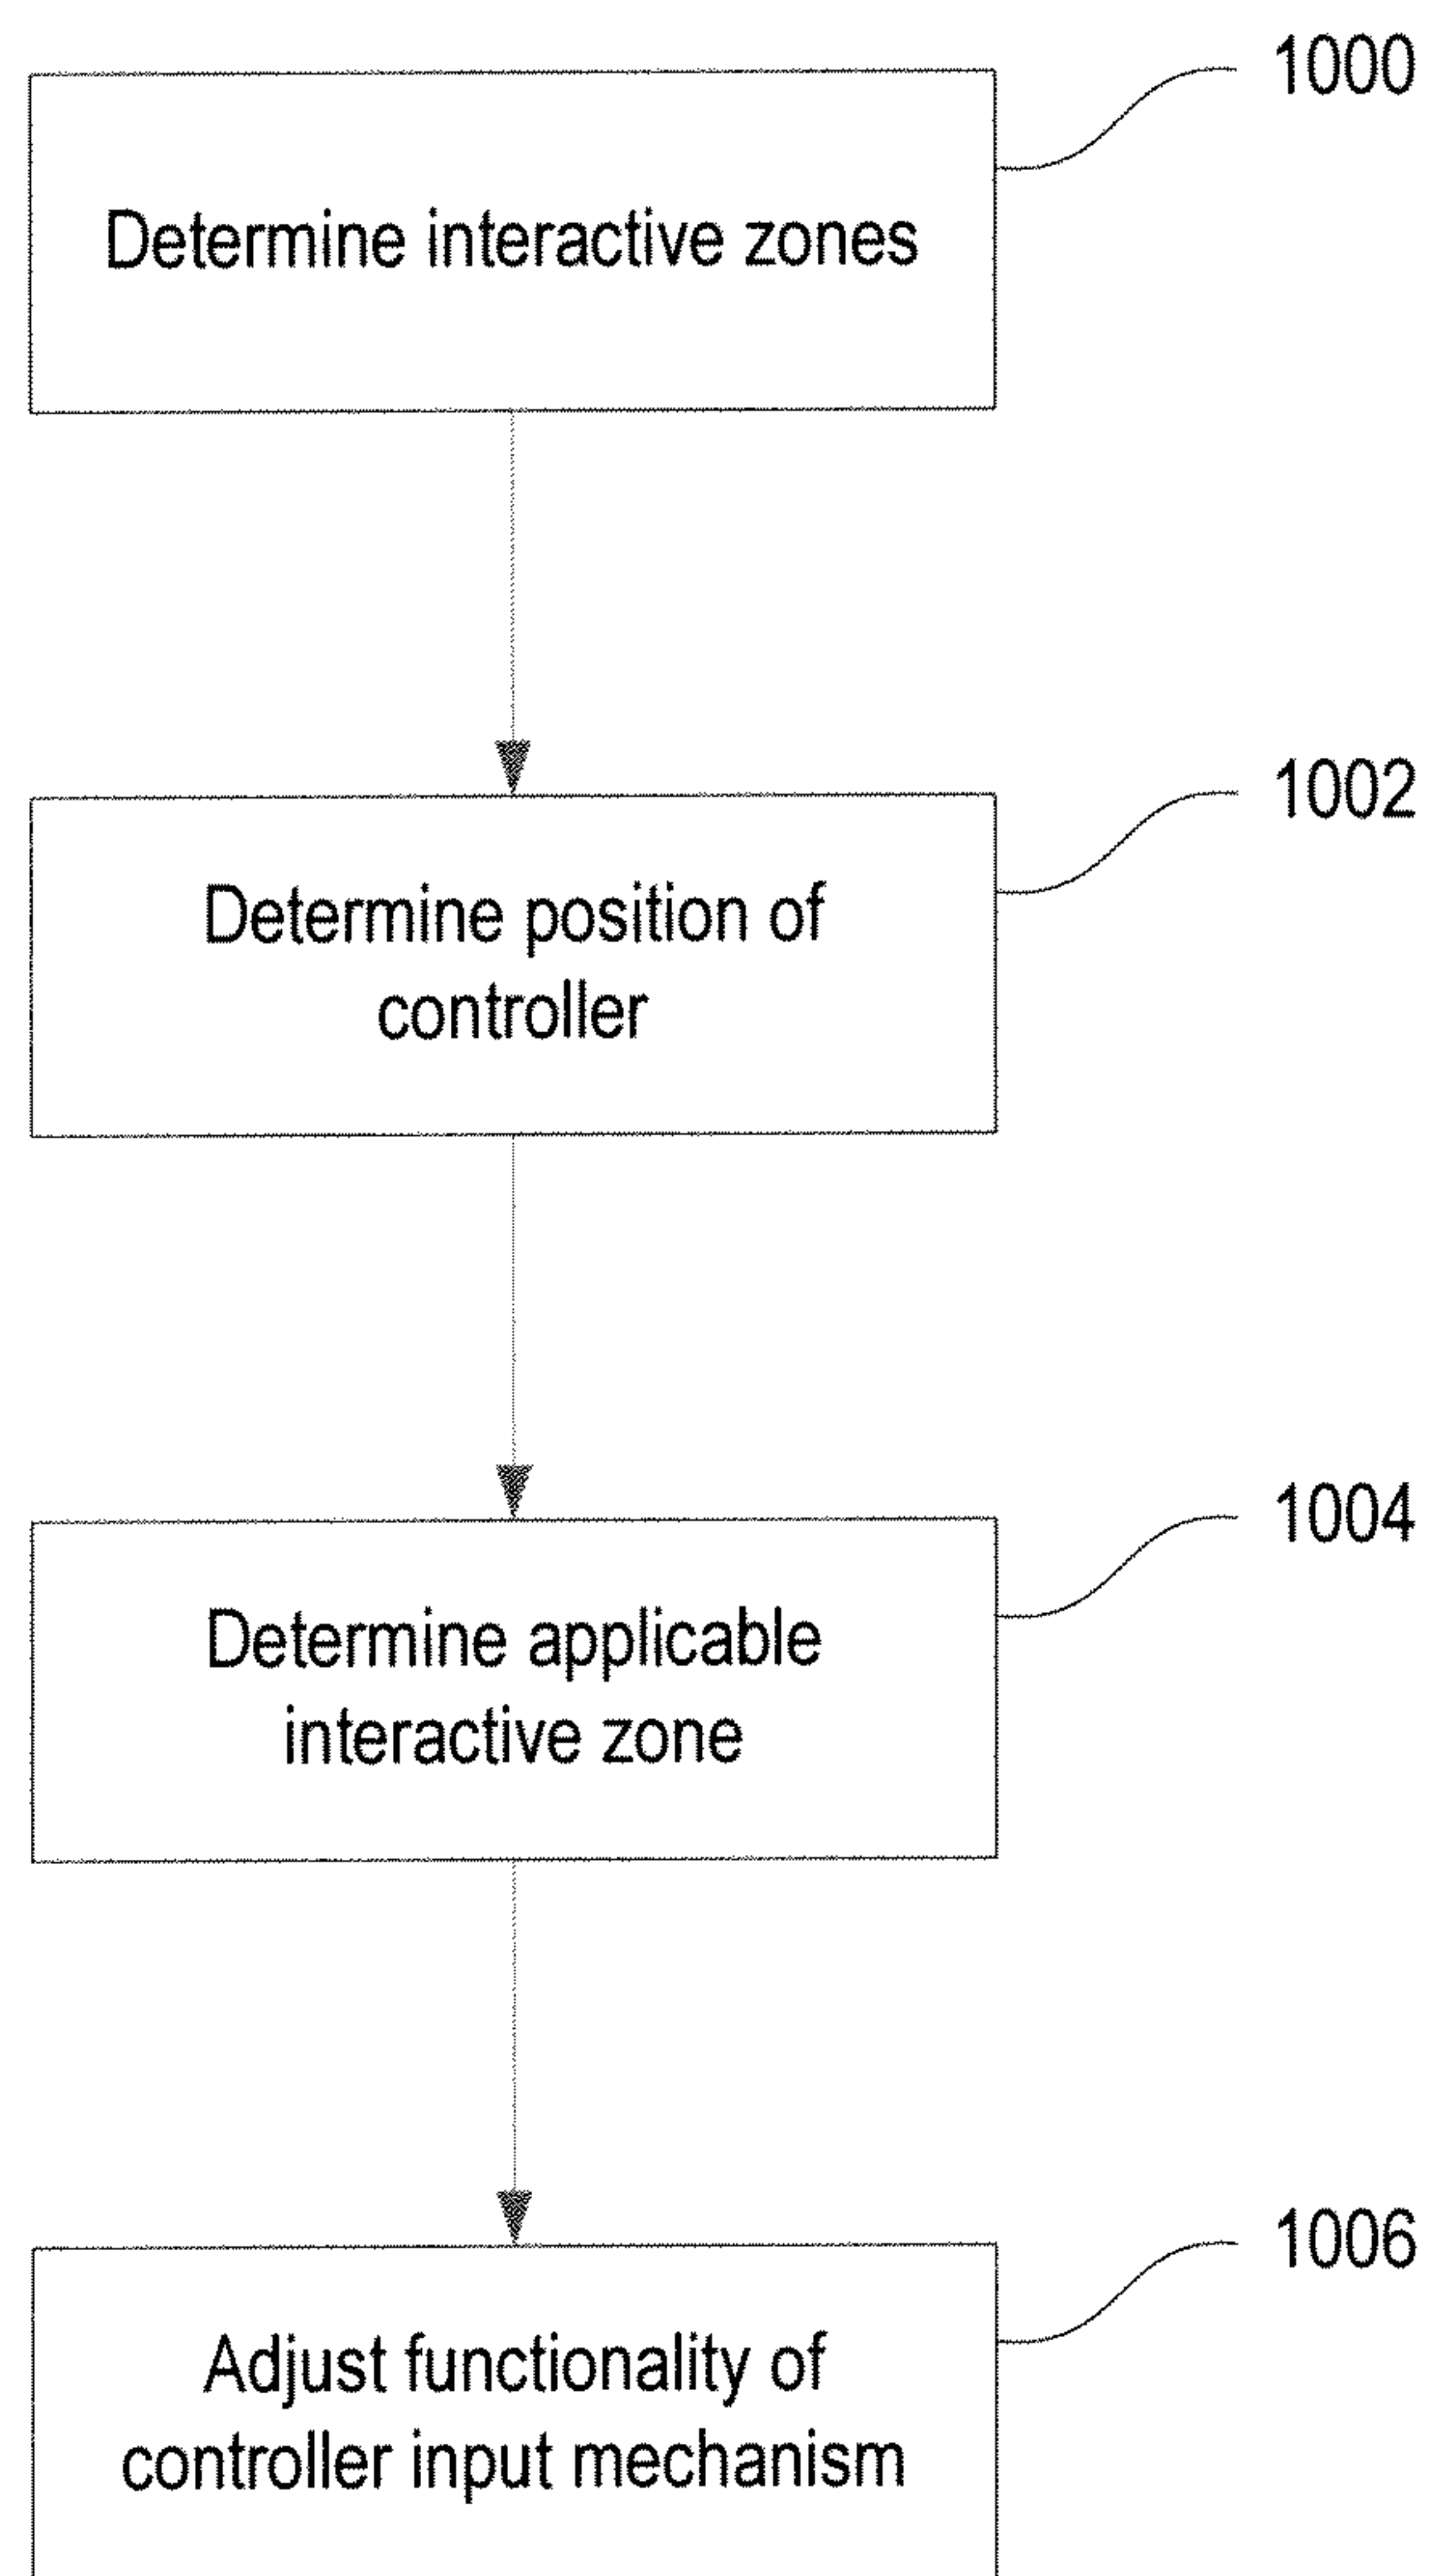 1000
Determine interactive zones
1002
Determine position of
controller
1004
Determine applicable
interactive zone
1006
Adjust functionality of
controller input mechanism